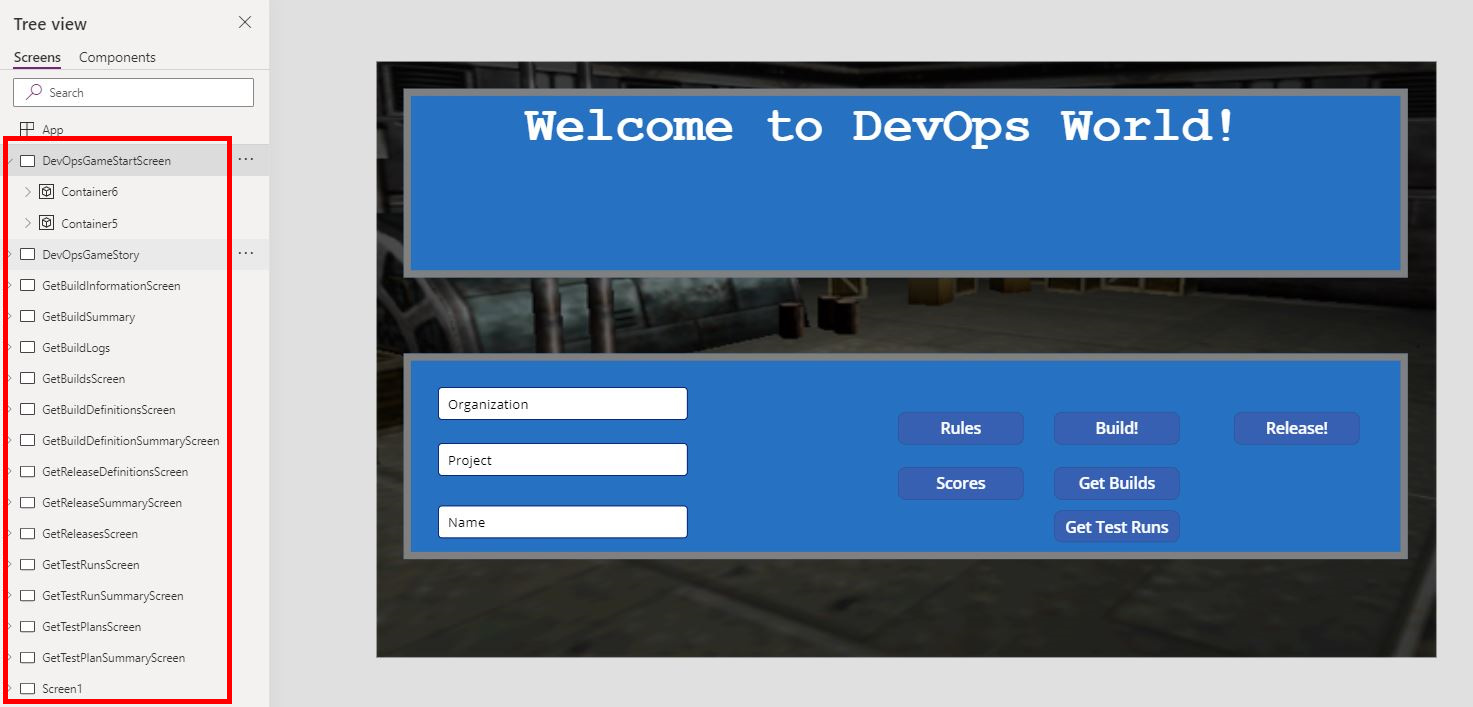 Tree view
Screens Components
Search
App
DevOpsGameStartScreen ...
Container6
Container5
DevOpsGameStory ...
GetBuildInformationScreen
GetBuildSummary
GetBuildLogs
GetBuildsScreen
GetBuildDefinitionsScreen
GetBuildDefinitionSummaryScreen
GetReleaseDefinitionsScreen
GetReleaseSummaryScreen
GetReleasesScreen
GetTestRunsScreen
GetTestRunSummaryScreen
GetTestPlansScreen
GetTestPlanSummaryScreen
Screen1
Welcome to DevOps World!
Organization
Project
Name
Rules Build! Release!
Scores Get Builds
Get Test Runs